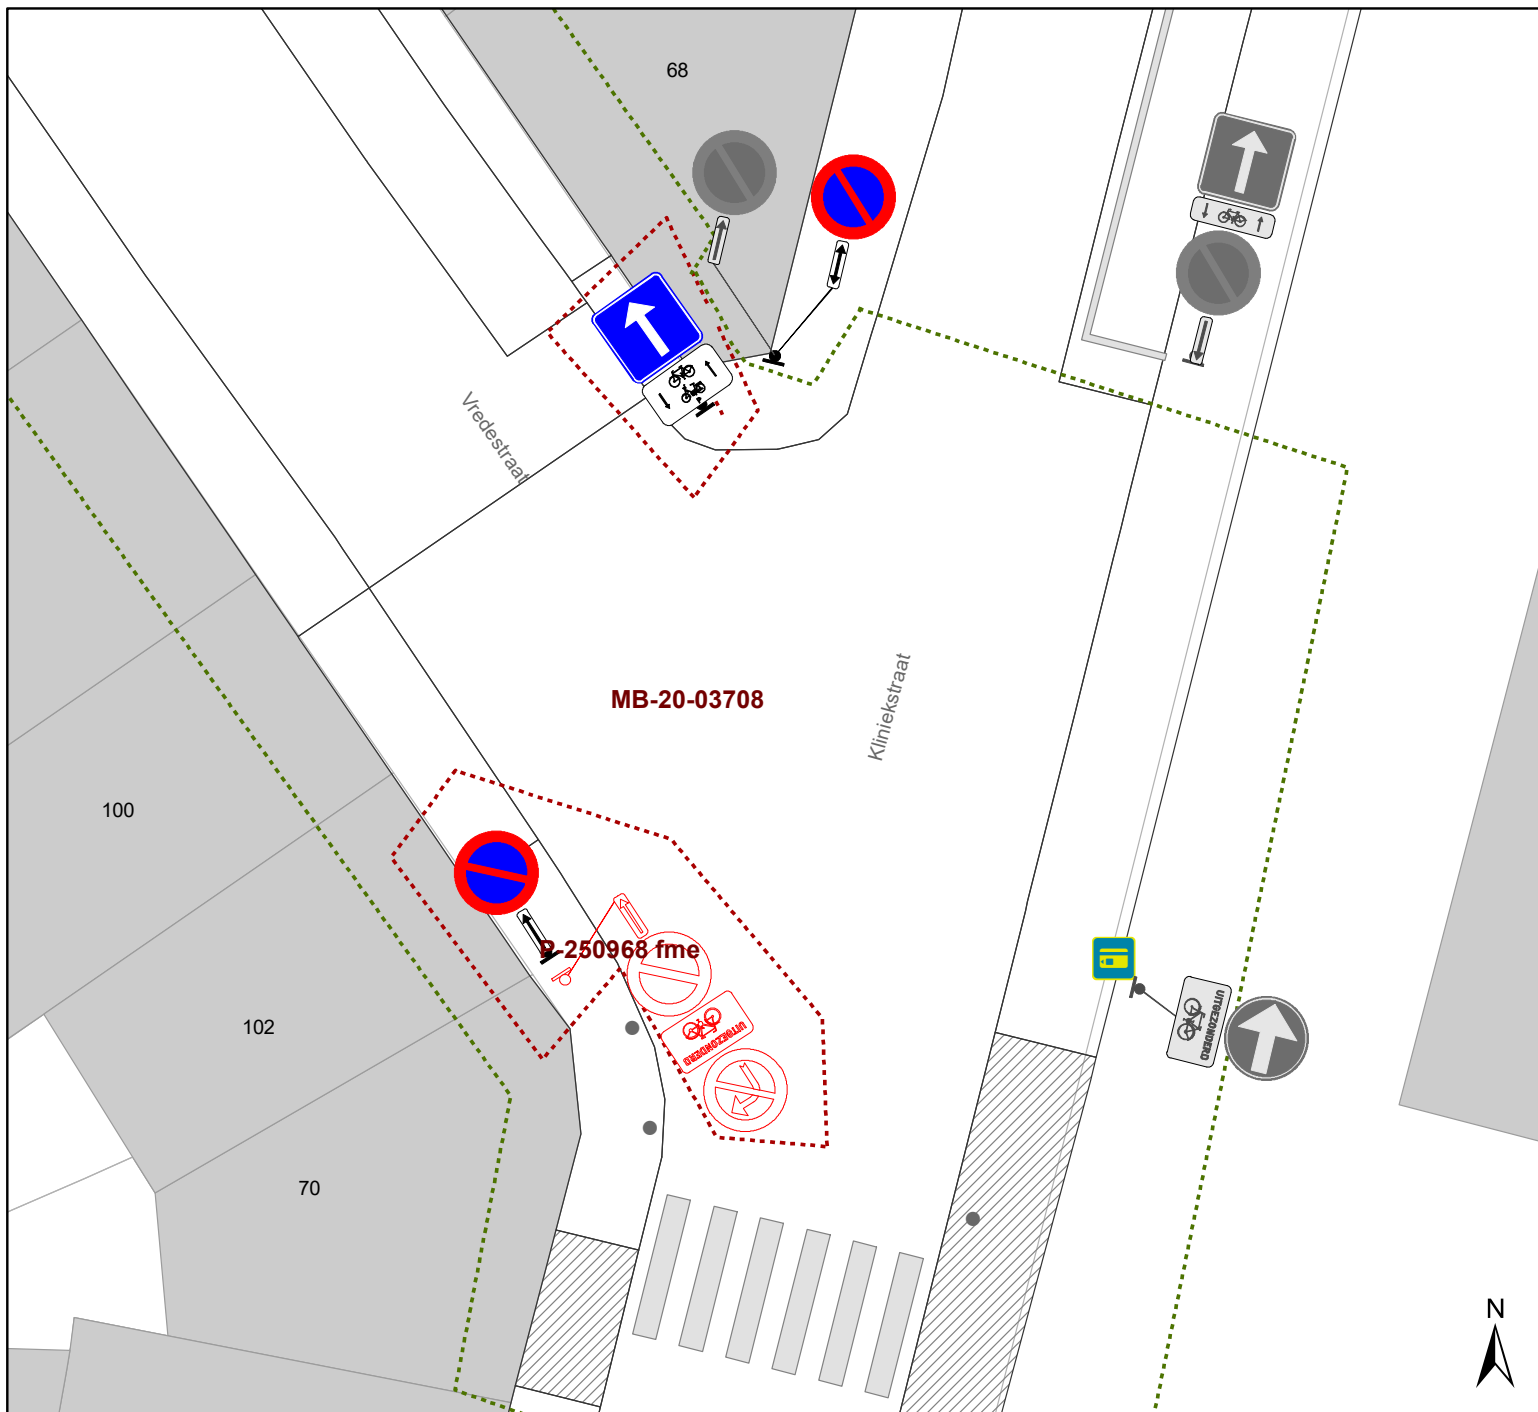 68
Vredestraat
MB-20-03708
Kliniekstraat
100
P-250968 fme
102
UITGEZONDERD
UITGEZONDERD
70
N